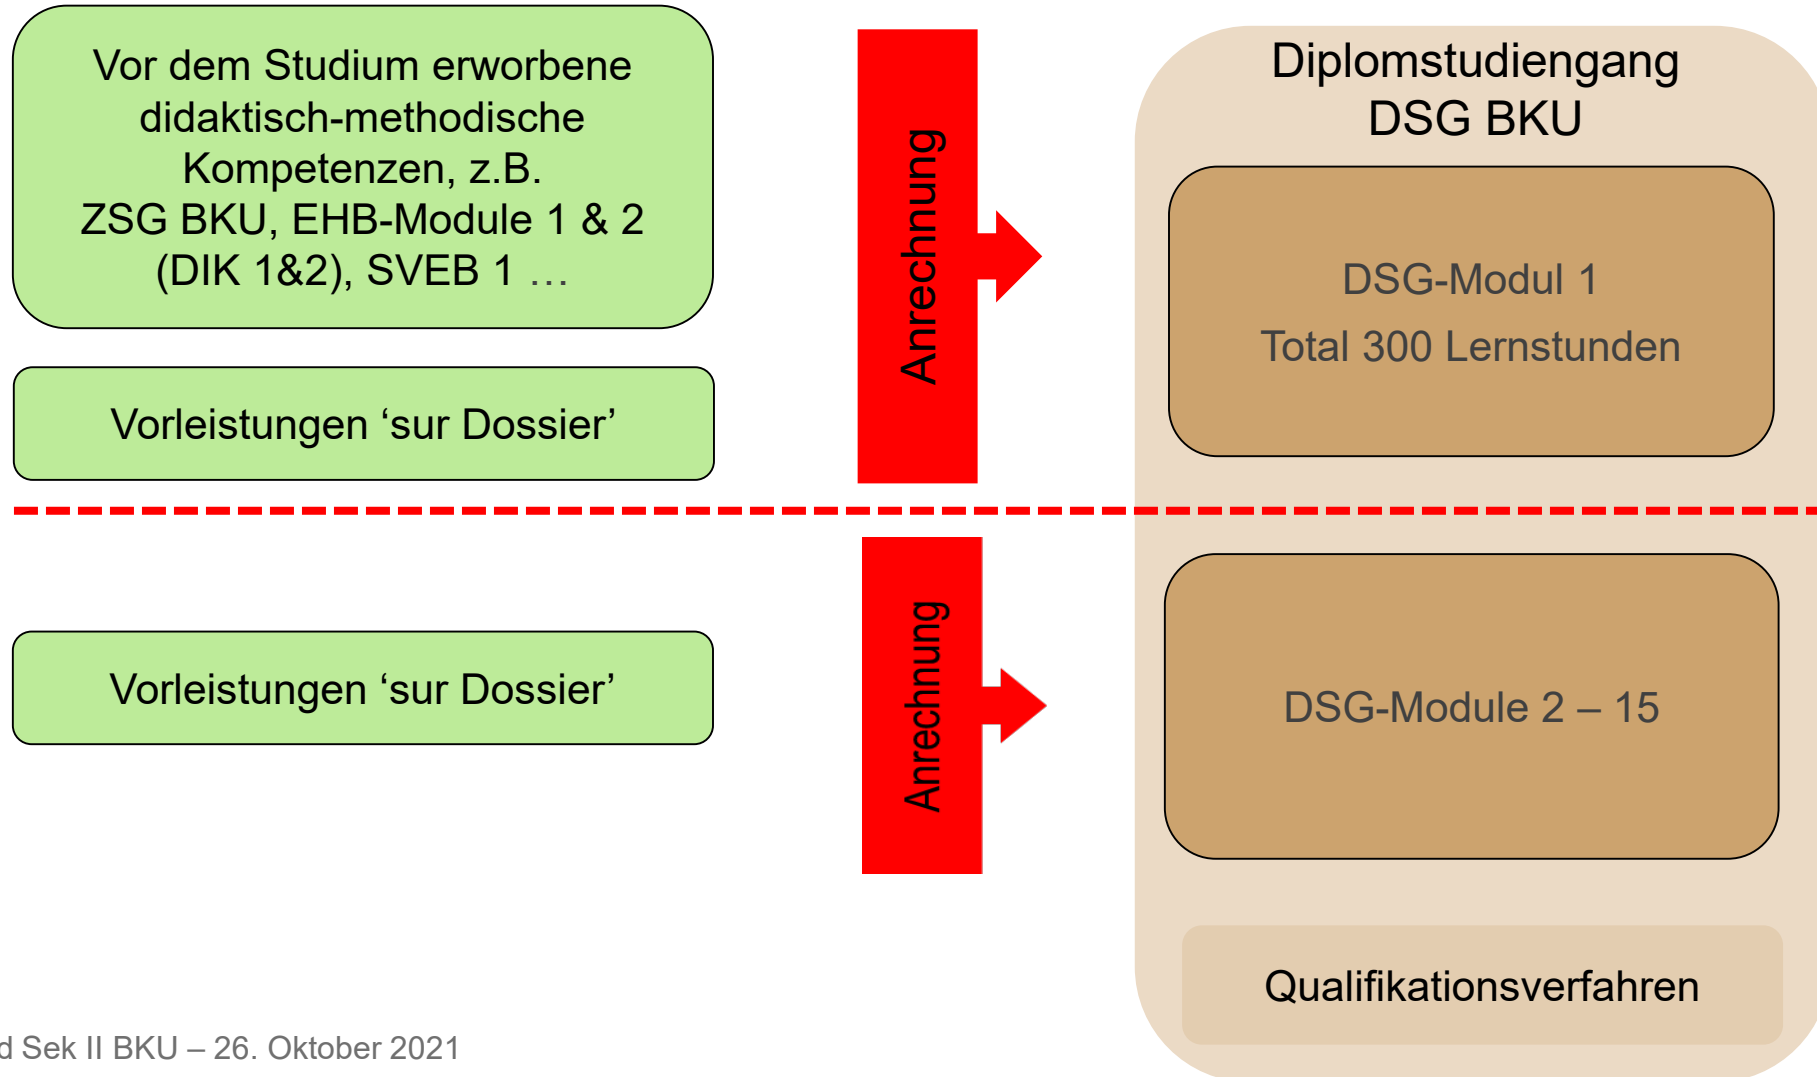 Vor dem Studium erworbene
didaktisch-methodische
Kompetenzen, z.B.
ZSG BKU, EHB-Module 1 & 2
(DIK 1&2), SVEB 1 …
Vorleistungen ‘sur Dossier’
Anrechnung
Diplomstudiengang
DSG BKU
DSG-Modul 1
Total 300 Lernstunden
Vorleistungen ‘sur Dossier’
Anrechnung
DSG-Module 2 – 15
Qualifikationsverfahren
d Sek II BKU – 26. Oktober 2021